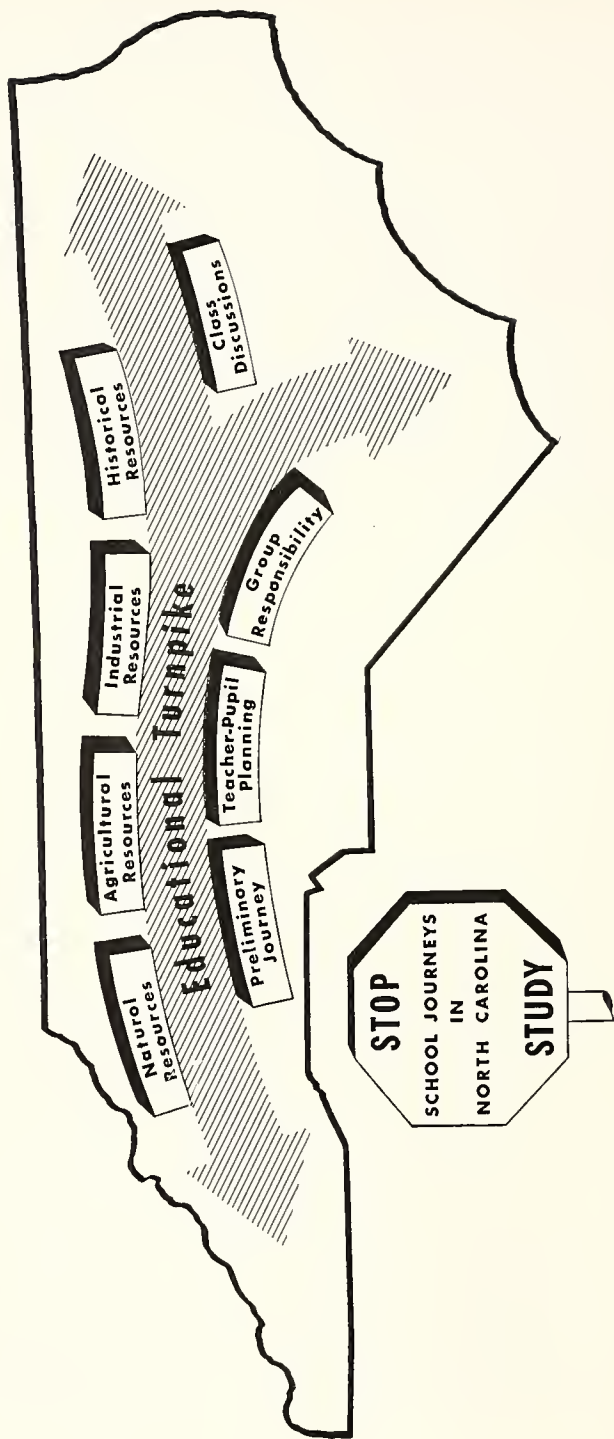 Natural
Resources
Agricultural
Resources
Industrial
Resources
Historical
Resources
Educational Turnpike
Preliminary
Journey
Teacher-Pupil
Planning
Group
Responsibility
Class
Discussions
STOP
SCHOOL JOURNEYS
IN
NORTH CAROLINA
STUDY